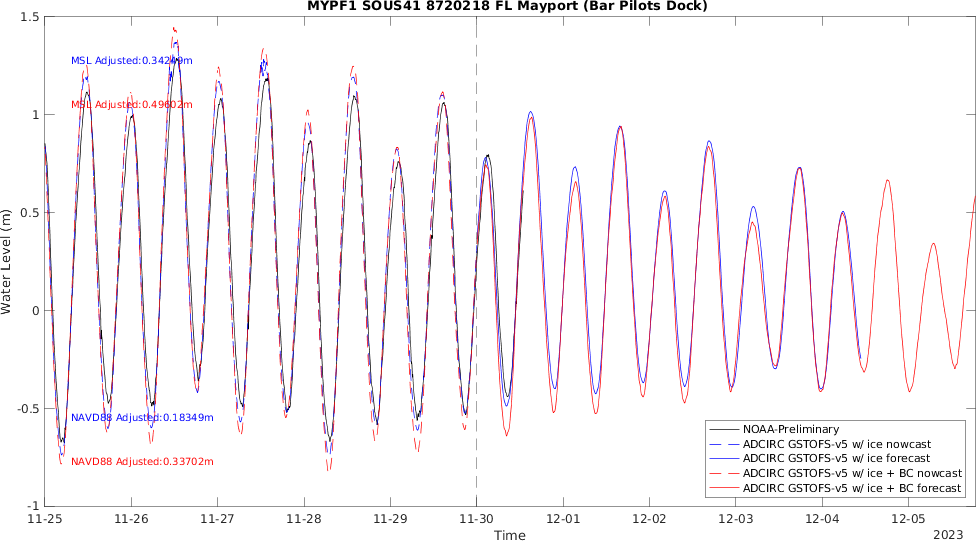 MYPF1 SOUS41 8720218 FL Mayport (Bar Pilots Dock)
1.5
1
0.5
0
-0.5
-1
Water Level (m)
MSL Adjusted:0.34249m
MSL Adjusted:0.49602m
NAVD88 Adjusted:0.18349m
NAVD88 Adjusted:0.33702m
NOAA-Preliminary
ADCIRC GSTOFS-v5 w/ ice nowcast
ADCIRC GSTOFS-v5 w/ ice forecast
ADCIRC GSTOFS-v5 w/ ice + BC nowcast
ADCIRC GSTOFS-v5 w/ ice + BC forecast
11-25 11-26 11-27 11-28 11-29 11-30 12-01 12-02 12-03 12-04 12-05
Time
2023